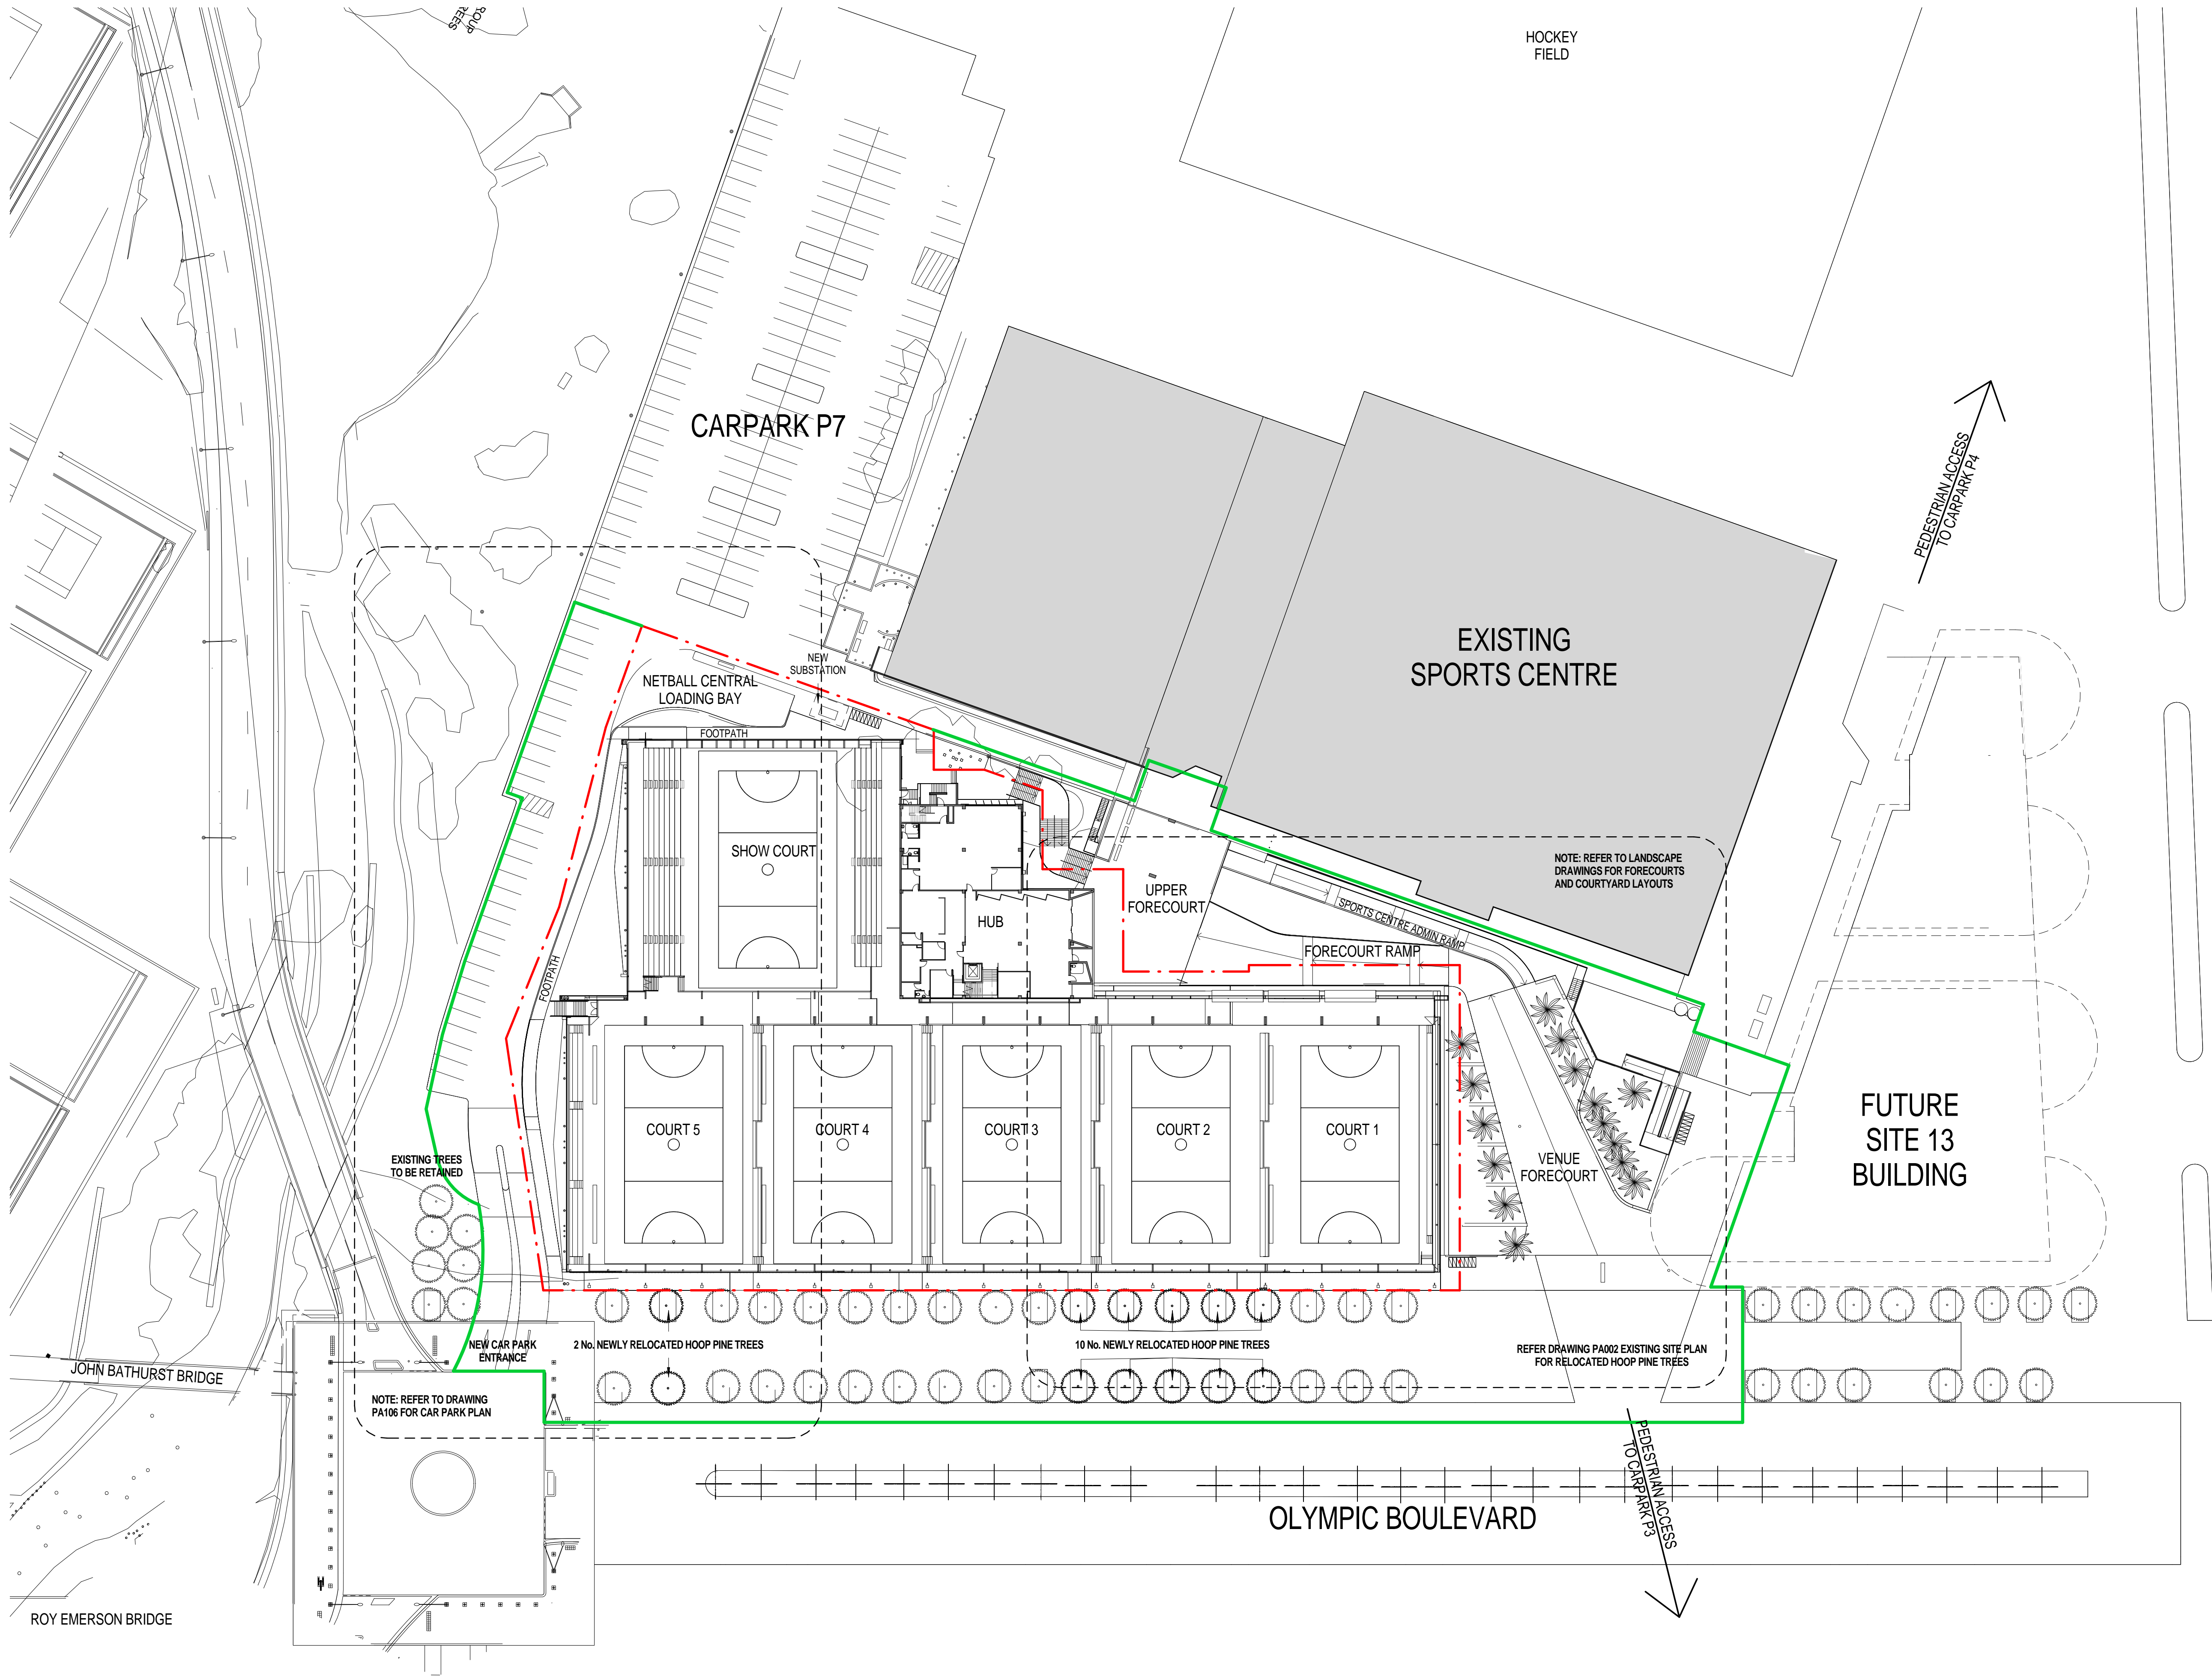 ROUP
REES
HOCKEY
FIELD
CARPARK P7
PEDESTRIAN ACCESS
TO CARPARK P4
EXISTING
SPORTS CENTRE
NEW
SUBSTATION
NETBALL CENTRAL
LOADING BAY
FOOTPATH
SHOW COURT
NOTE: REFER TO LANDSCAPE
DRAWINGS FOR FORECOURTS
AND COURTYARD LAYOUTS
UPPER
FORECOURT
HUB
SPORTS CENTRE ADMIN RAMP
FORECOURT RAMP
FOOTPATH
COURT 5
COURT 4
COURT 3
COURT 2
COURT 1
FUTURE
SITE 13
BUILDING
EXISTING TREES
TO BE RETAINED
VENUE
FORECOURT
NEW CAR PARK
ENTRANCE
2 No. NEWLY RELOCATED HOOP PINE TREES
10 No. NEWLY RELOCATED HOOP PINE TREES
REFER DRAWING PA002 EXISTING SITE PLAN
FOR RELOCATED HOOP PINE TREES
JOHN BATHURST BRIDGE
NOTE: REFER TO DRAWING
PA106 FOR CAR PARK PLAN
PEDESTRIAN ACCESS
TO CARPARK P3
OLYMPIC BOULEVARD
ROY EMERSON BRIDGE